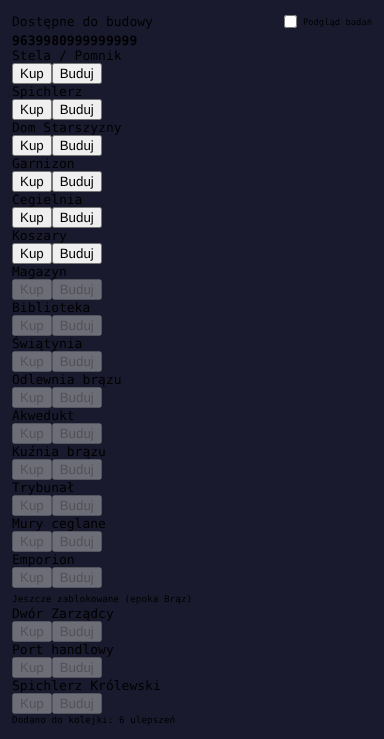 Dostępne do budowy
Podgląd badań
9639980999999999
Stela / Pomnik
Kup Buduj
Spichlerz
Kup Buduj
Dom Starszyzny
Kup Buduj
Garnizon
Kup Buduj
Cegielnia
Kup Buduj
Koszary
Kup Buduj
Magazyn
Kup Buduj
Biblioteka
Kup Buduj
Świątynia
Kup Buduj
Odlewnia brązu
Kup Buduj
Akwedukt
Kup Buduj
Kuźnia brązu
Kup Buduj
Trybunał
Kup Buduj
Mury ceglane
Kup Buduj
Emporion
Kup Buduj
Jeszcze zablokowane (epoka Brąz)
Dwór Zarządcy
Kup Buduj
Port handlowy
Kup Buduj
Spichlerz Królewski
Kup Buduj
Dodano do kolejki: 6 ulepszeń